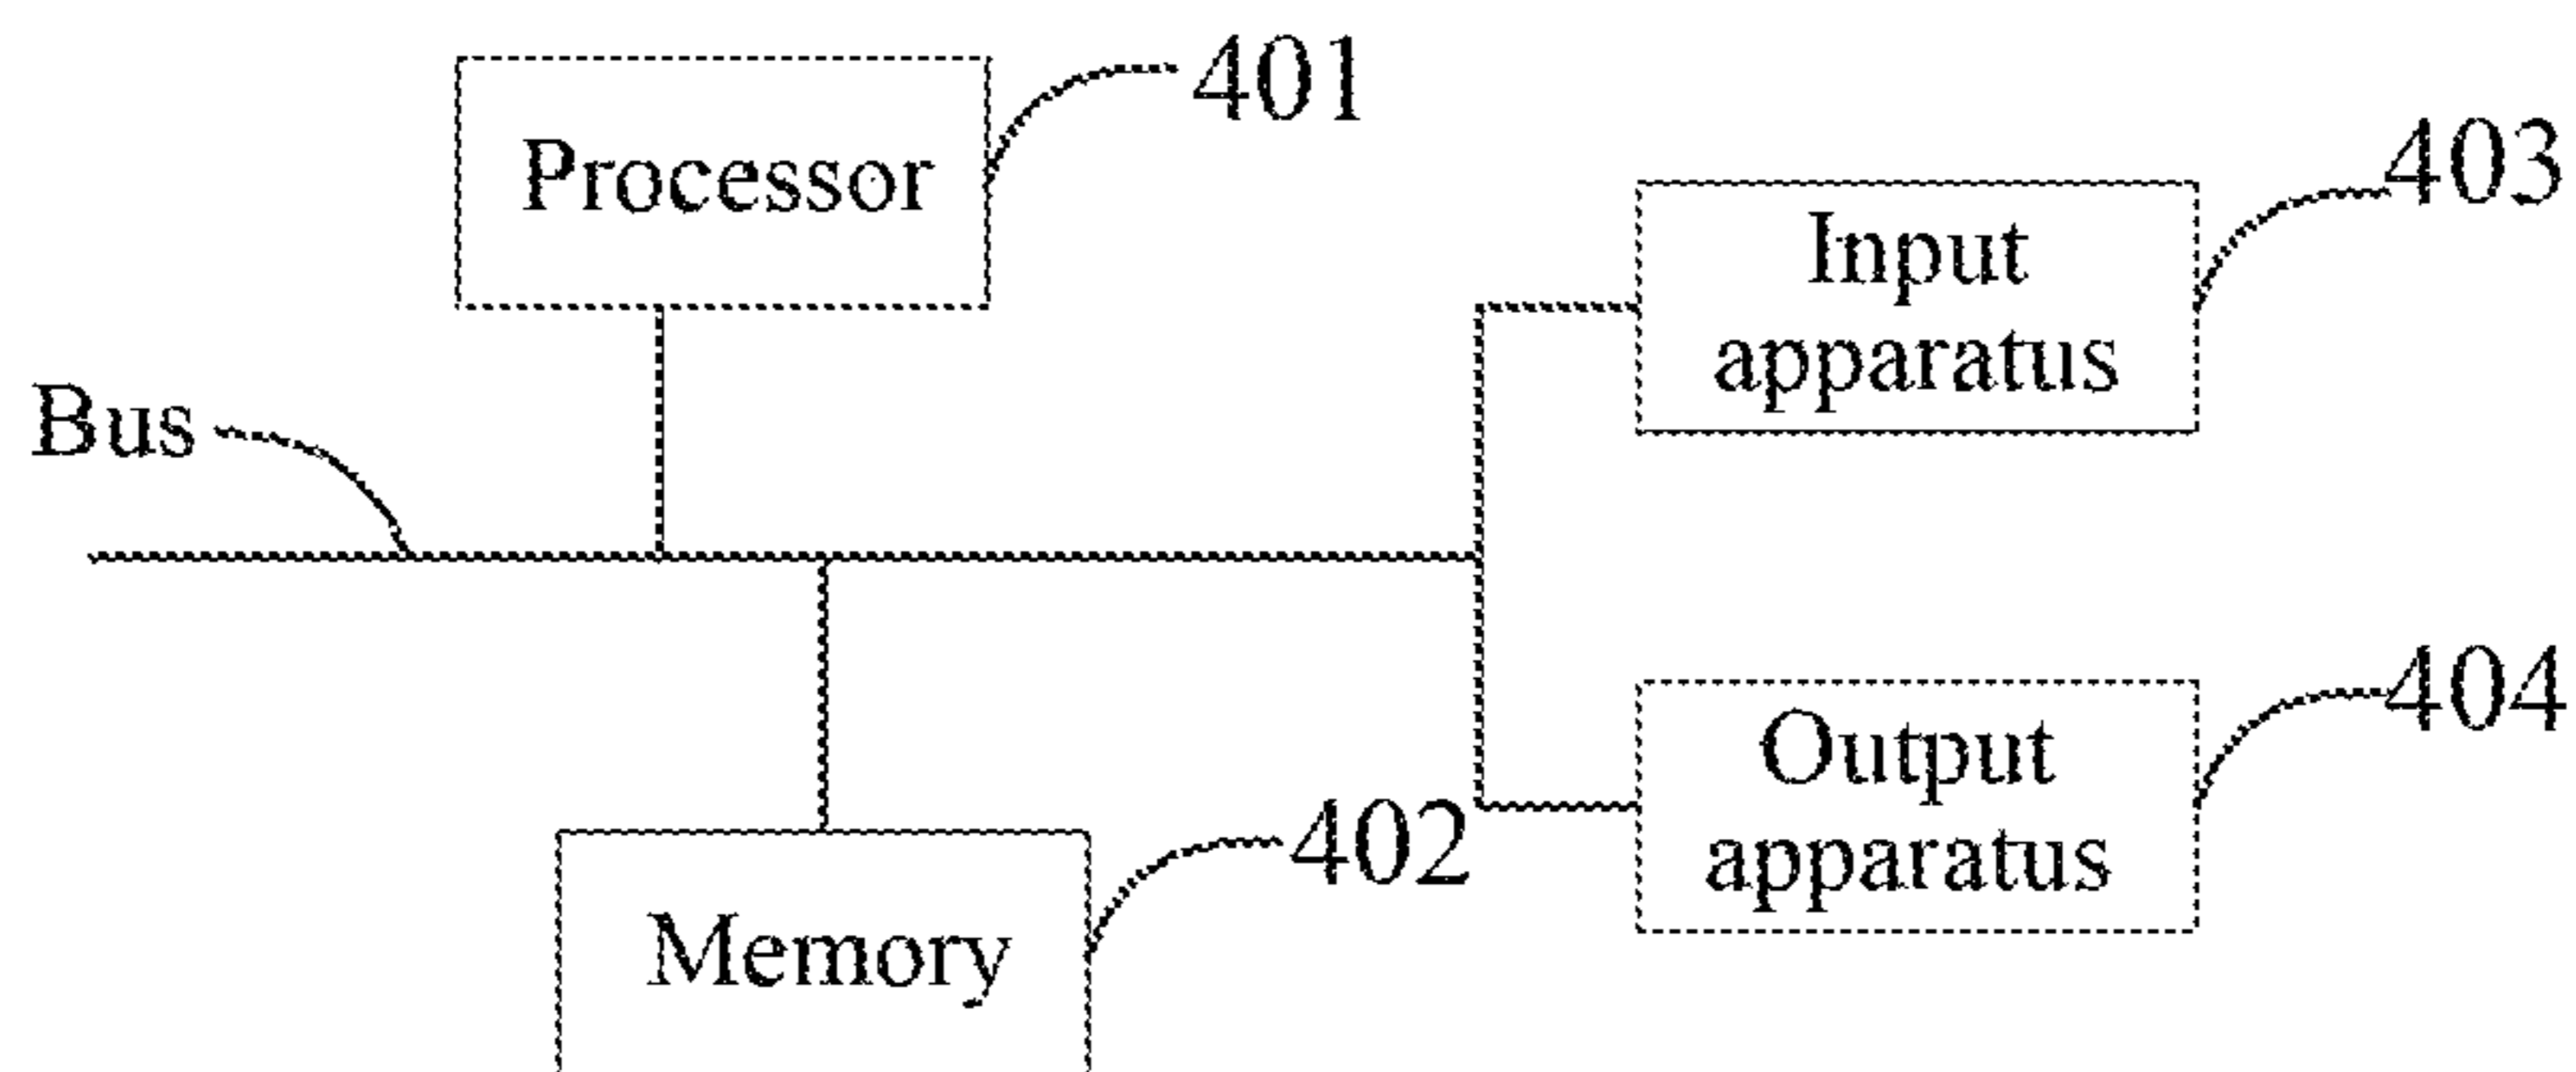 401
Processor
403
Input
apparatus
Bus
404
Output
apparatus
402
Memory